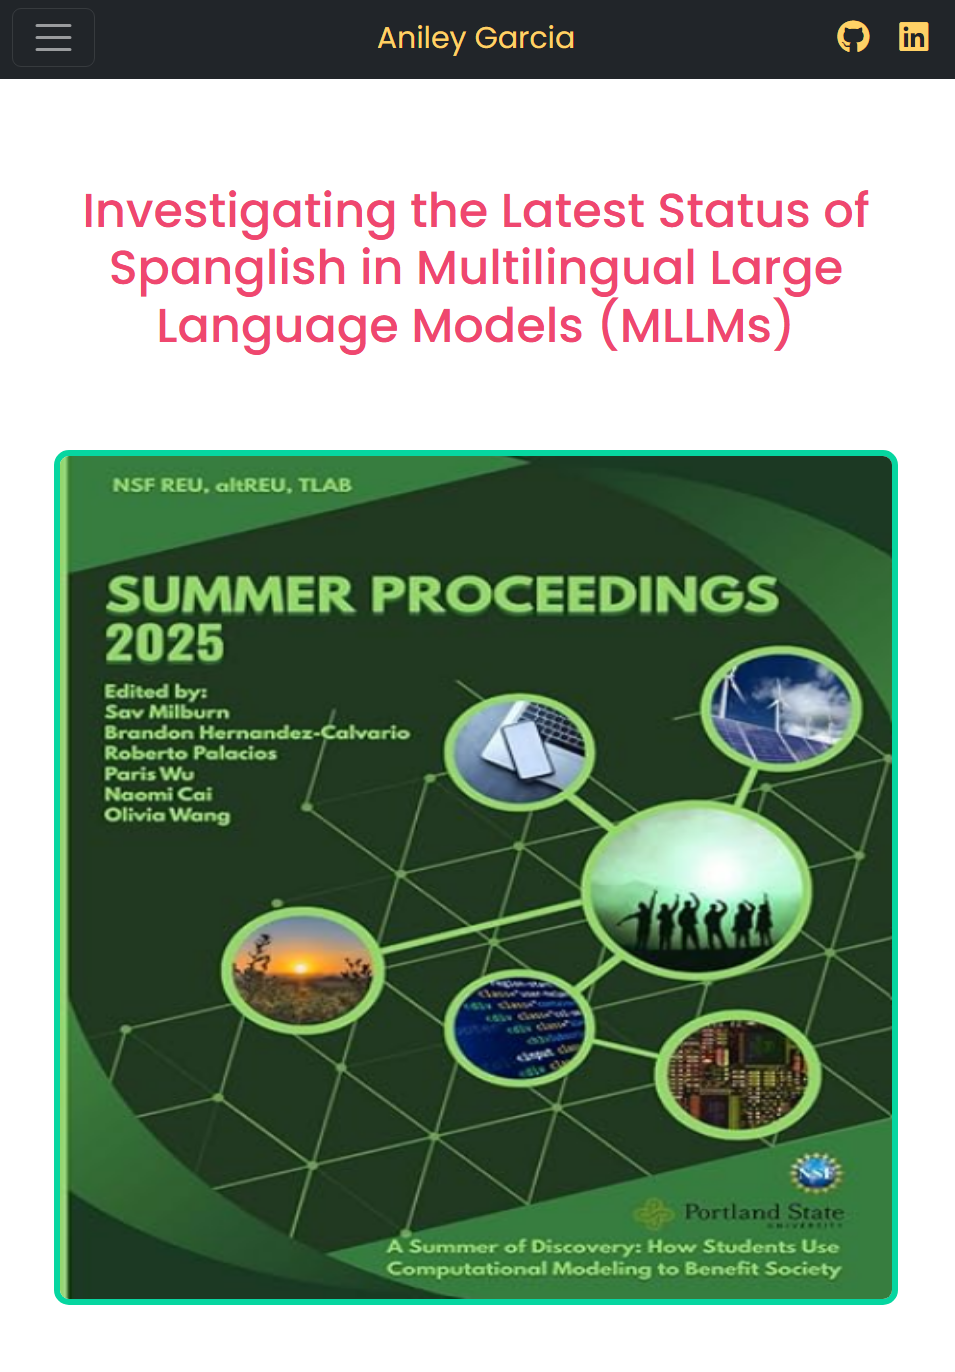 Aniley Garcia
Investigating the Latest Status of
Spanglish in Multilingual Large
Language Models (MLLMs)
NSF REU, altREU, TLAB
SUMMER PROCEEDINGS
2025
Edited by:
Sav Milburn
Brandon Hernandez-Calvario
Roberto Palacios
Paris Wu
Naomi Cai
Olivia Wang
NSF
Portland State
UNIVERSITY
A Summer of Discovery: How Students Use
Computational Modeling to Benefit Society